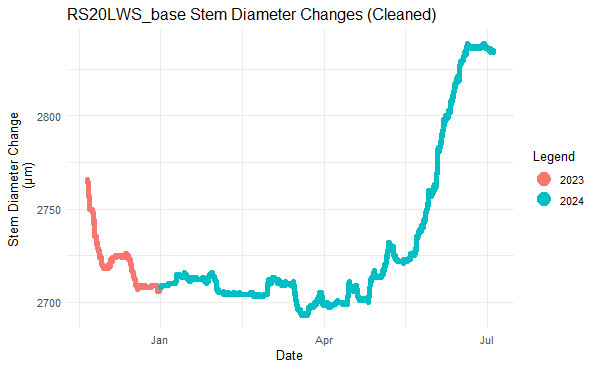 RS20LWS_base Stem Diameter Changes (Cleaned)
Stem Diameter Change
(µm)
2800
2750
2700
Jan
Apr
Jul
Date
Legend
2023
2024